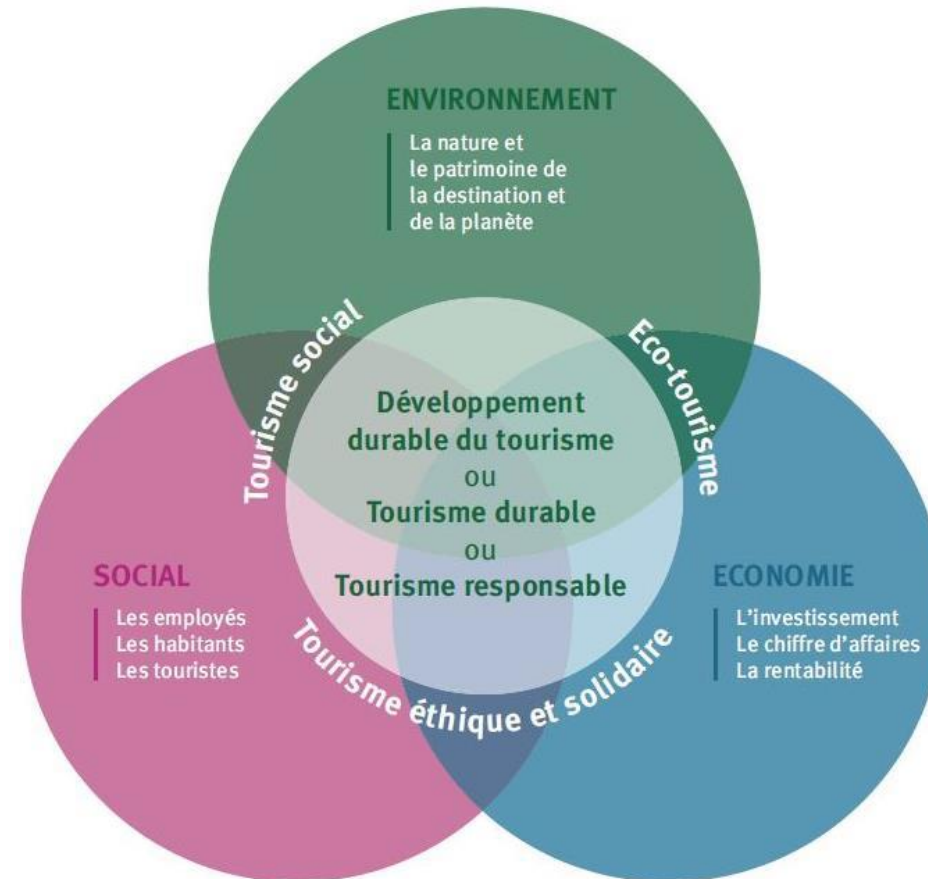 ENVIRONNEMENT
La nature et
le patrimoine de
la destination et
de la planète
Tourisme social
Eco-tourisme
Développement
durable du tourisme
ou
Tourisme durable
ou
Tourisme responsable
SOCIAL
Les employés
Les habitants
Les touristes
ECONOMIE
L'investissement
Le chiffre d'affaires
La rentabilité
Tourisme éthique et solidaire